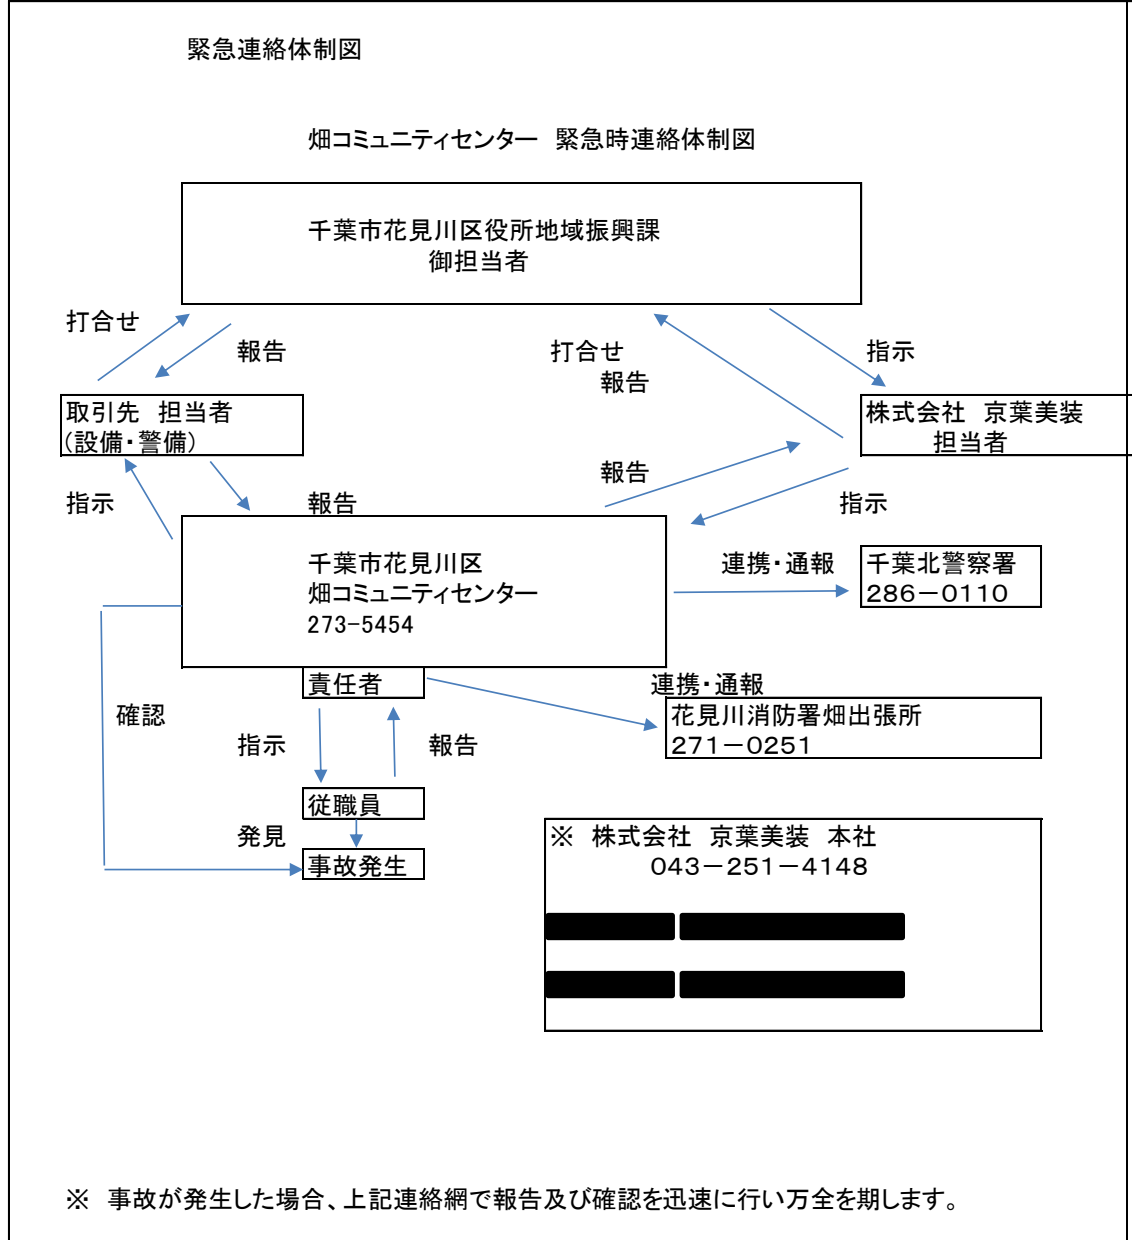 緊急連絡体制図
畑コミュニティセンター 緊急時連絡体制図
千葉市花見川区役所地域振興課
御担当者
打合せ
報告
打合せ
報告
指示
取引先 担当者
(設備・警備)
株式会社 京葉美装
担当者
報告
指示
報告
指示
千葉市花見川区
畑コミュニティセンター
273-5454
連携・通報
千葉北警察署
286-0110
責任者
連携・通報
花見川消防署畑出張所
271-0251
確認
指示
報告
従職員
発見
事故発生
※ 株式会社 京葉美装 本社
043-251-4148
※ 事故が発生した場合、上記連絡網で報告及び確認を迅速に行い万全を期します。